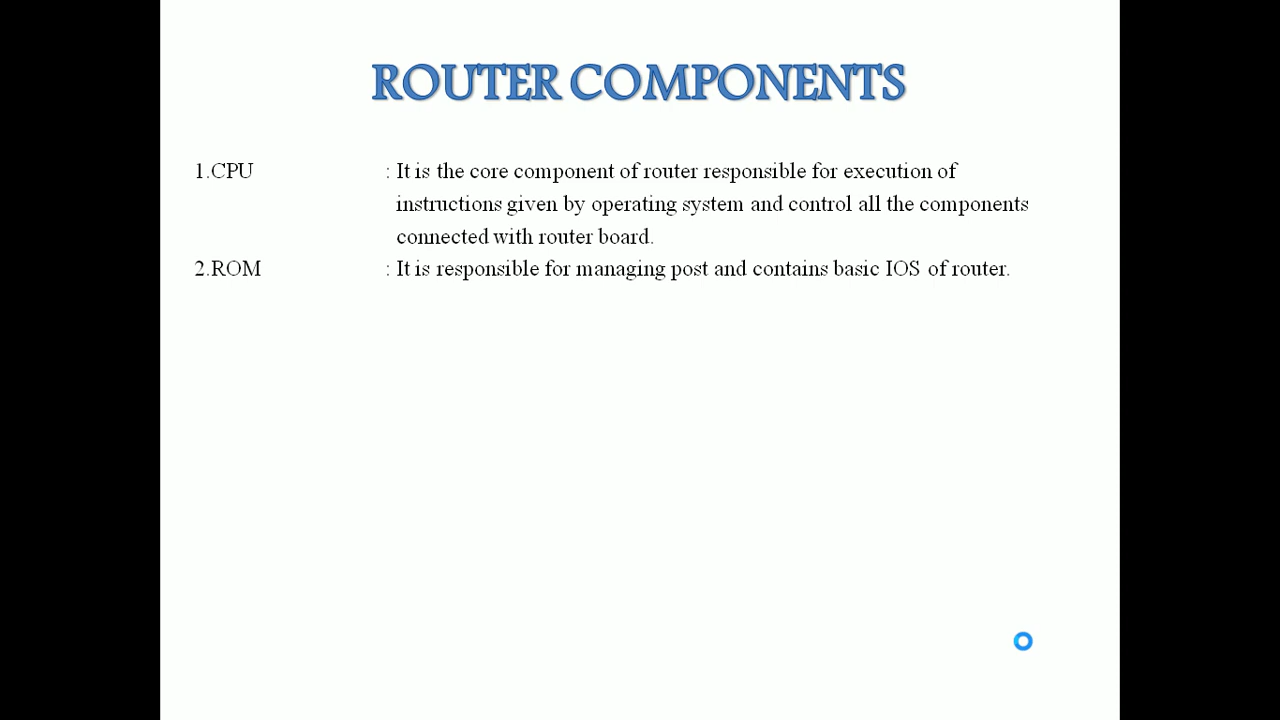 ROUTER COMPONENTS
1.CPU : It is the core component of router responsible for execution of
instructions given by operating system and control all the components
connected with router board.
2.ROM : It is responsible for managing post and contains basic IOS of router.